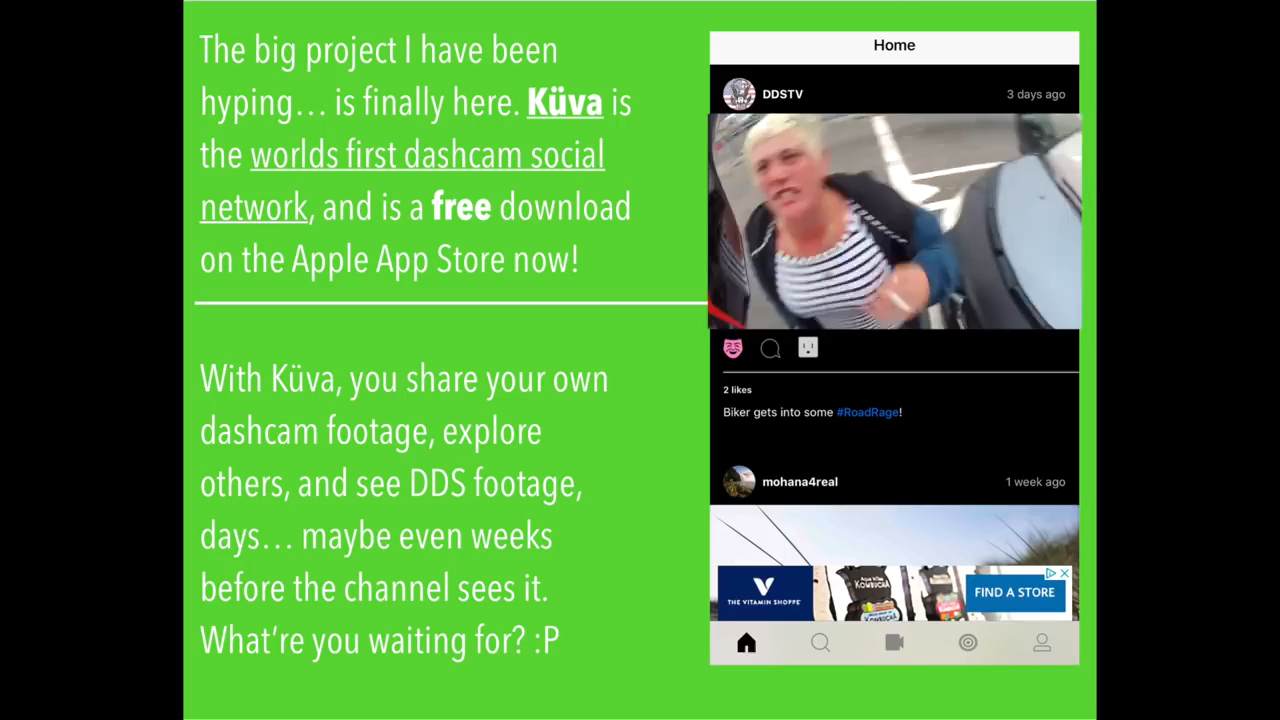 The big project I have been
hyping... is finally here. Küva is
the worlds first dashcam social
network, and is a free download
on the Apple App Store now!
With Küva, you share your own
dashcam footage, explore
others, and see DDS footage,
days... maybe even weeks
before the channel sees it.
What're you waiting for? :P
Home
DDSTV
3 days ago
2 likes
Biker gets into some #RoadRage!
mohana4real
1 week ago
THE VITAMIN SHOPPE
KOMBUCHA
KOMBUCHA
FIND A STORE